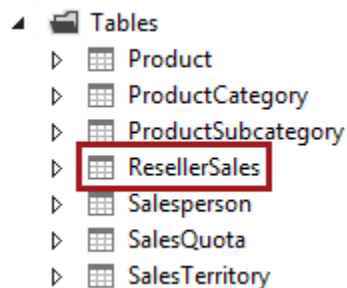 Tables
Product
ProductCategory
ProductSubcategory
ResellerSales
Salesperson
SalesQuota
SalesTerritory